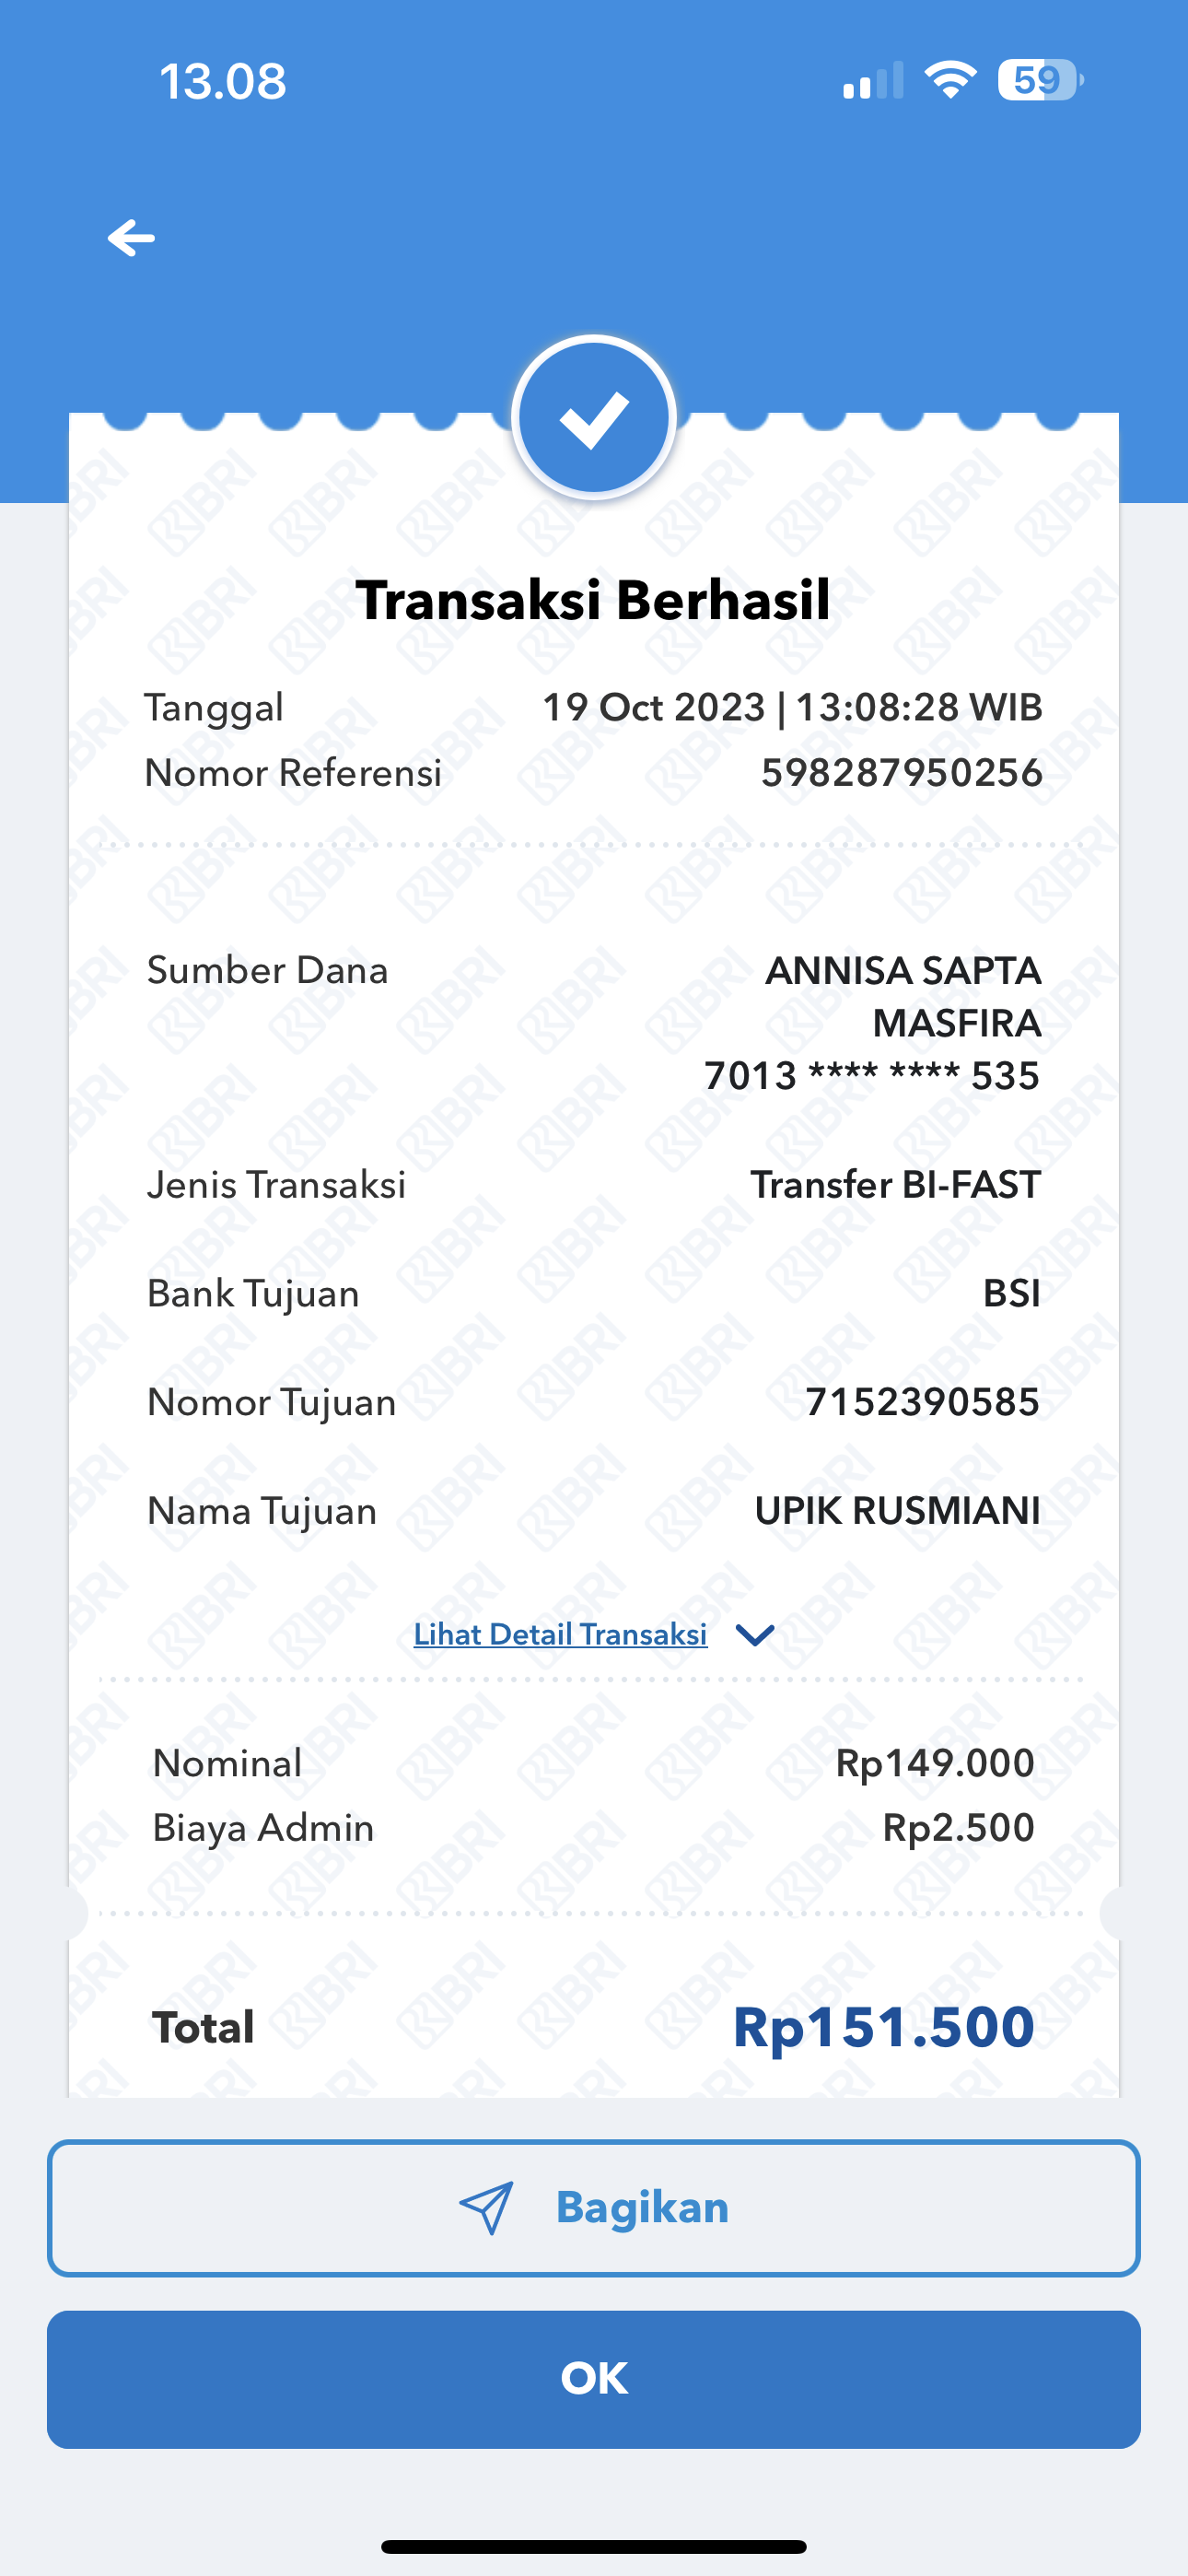 13.08
59
Transaksi Berhasil
Tanggal 19 Oct 2023 | 13:08:28 WIB
Nomor Referensi 598287950256
Sumber Dana ANNISA SAPTA
MASFIRA
7013 **** **** 535
Jenis Transaksi Transfer BI-FAST
Bank Tujuan BSI
Nomor Tujuan 7152390585
Nama Tujuan UPIK RUSMIANI
Lihat Detail Transaksi
Nominal Rp149.000
Biaya Admin Rp2.500
Total Rp151.500
Bagikan
OK